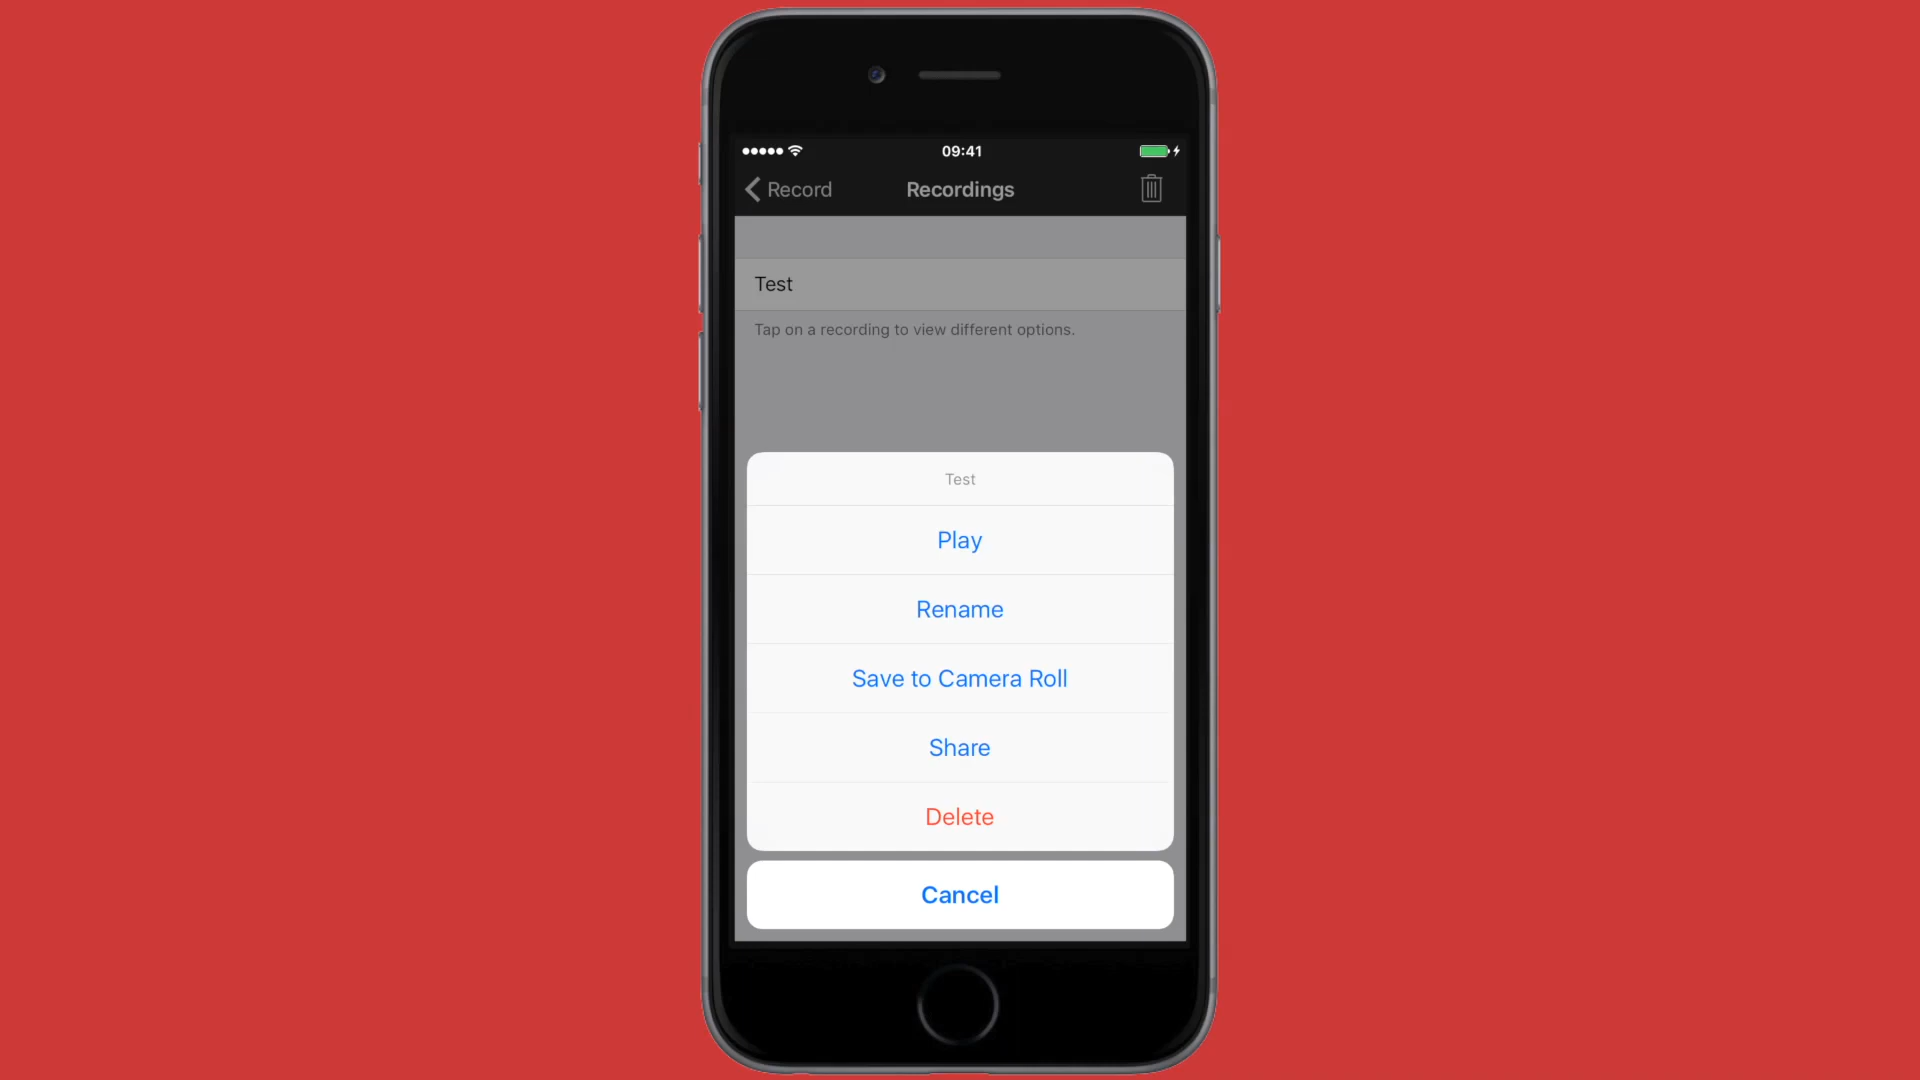 09:41
Record
Recordings
Test
Tap on a recording to view different options.
Test
Play
Rename
Save to Camera Roll
Share
Delete
Cancel